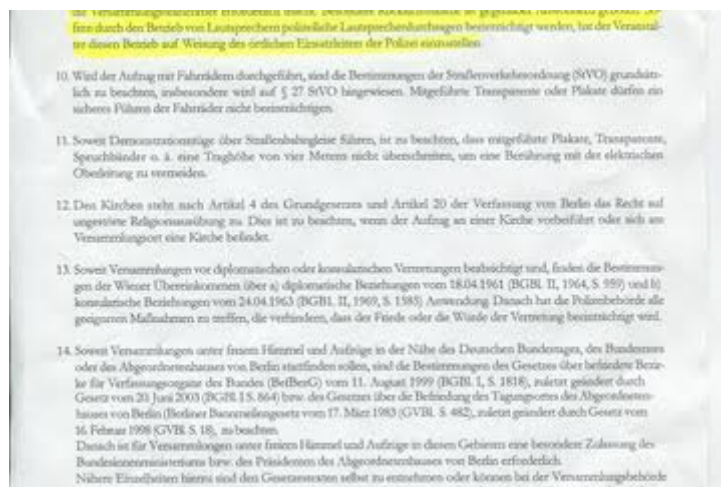 die Versammlungsteilnehmer erforderlich macht. Besondere Rücksichtnahme ist gegenüber Anwohnern geboten. So-
fern durch den Betrieb von Lautsprechern polizeiliche Lautsprecherdurchsagen beeinträchtigt werden, hat der Veranstal-
ter diesen Betrieb auf Weisung des örtlichen Einsatzleiters der Polizei einzustellen.
10. Wird der Aufzug mit Fahrrädern durchgeführt, sind die Bestimmungen der Straßenverkehrsordnung (StVO) grundsätz-
lich zu beachten, insbesondere wird auf § 27 StVO hingewiesen. Mitgeführte Transparente oder Plakate dürfen ein
sicheres Führen der Fahrräder nicht beeinträchtigen.
11. Soweit Demonstrationszüge über Straßenbahngleise führen, ist zu beachten, dass mitgeführte Plakate, Transparente,
Spruchbänder o. ä. eine Traghöhe von vier Metern nicht überschreiten, um eine Berührung mit der elektrischen
Oberleitung zu vermeiden.
12. Den Kirchen steht nach Artikel 4 des Grundgesetzes und Artikel 20 der Verfassung von Berlin das Recht auf
ungestörte Religionsausübung zu. Dies ist zu beachten, wenn der Aufzug an einer Kirche vorbeiführt oder sich am
Versammlungsort eine Kirche befindet.
13. Soweit Versammlungen vor diplomatischen oder konsularischen Vertretungen beabsichtigt sind, finden die Bestimmun-
gen der Wiener Übereinkommen über a) diplomatische Beziehungen vom 18.04.1961 (BGBl. II, 1964, S. 959) und b)
konsularische Beziehungen vom 24.04.1963 (BGBl. II, 1969, S. 1585) Anwendung. Danach hat die Polizeibehörde alle
geeigneten Maßnahmen zu treffen, die verhindern, dass der Friede oder die Würde der Vertretung beeinträchtigt wird.
14. Soweit Versammlungen unter freiem Himmel und Aufzüge in der Nähe des Deutschen Bundestages, des Bundesrates
oder des Abgeordnetenhauses von Berlin stattfinden sollen, sind die Bestimmungen des Gesetzes über befriedete Bezir-
ke für Verfassungsorgane des Bundes (BefBezG) vom 11. August 1999 (BGBl. I, S. 1818), zuletzt geändert durch
Gesetz vom 20. Juni 2003 (BGBl I S. 864) bzw. des Gesetzes über die Befriedung des Tagungsortes des Abgeordneten-
hauses von Berlin (Berliner Bannmeilengesetz vom 17. März 1983 (GVBl. S. 482), zuletzt geändert durch Gesetz vom
16. Februar 1998 (GVBl. S. 18), zu beachten.
Danach ist für Versammlungen unter freiem Himmel und Aufzüge in diesen Gebieten eine besondere Zulassung des
Bundesinnenministeriums bzw. des Präsidenten des Abgeordnetenhauses von Berlin erforderlich.
Nähere Einzelheiten hierzu sind den Gesetzestexten selbst zu entnehmen oder können bei der Versammlungsbehörde